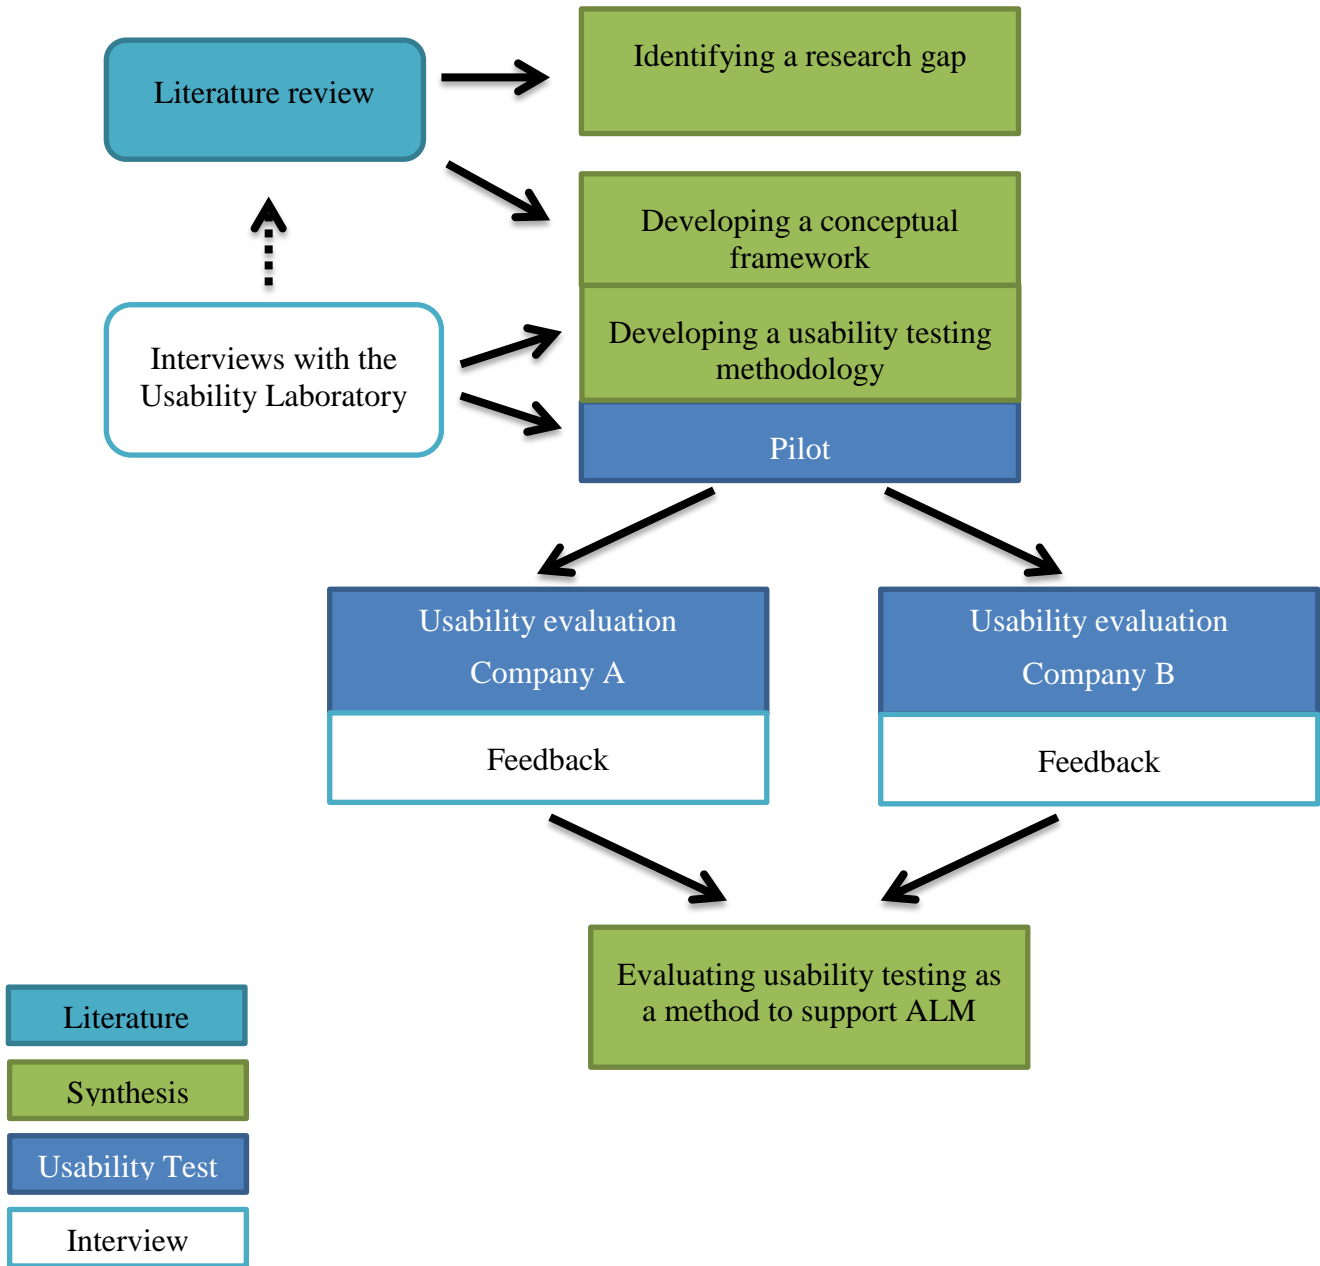 Identifying a research gap
Literature review
Developing a conceptual
framework
Developing a usability testing
methodology
Interviews with the
Usability Laboratory
Pilot
Usability evaluation
Company A
Usability evaluation
Company B
Feedback
Feedback
Evaluating usability testing as
a method to support ALM
Literature
Synthesis
Usability Test
Interview